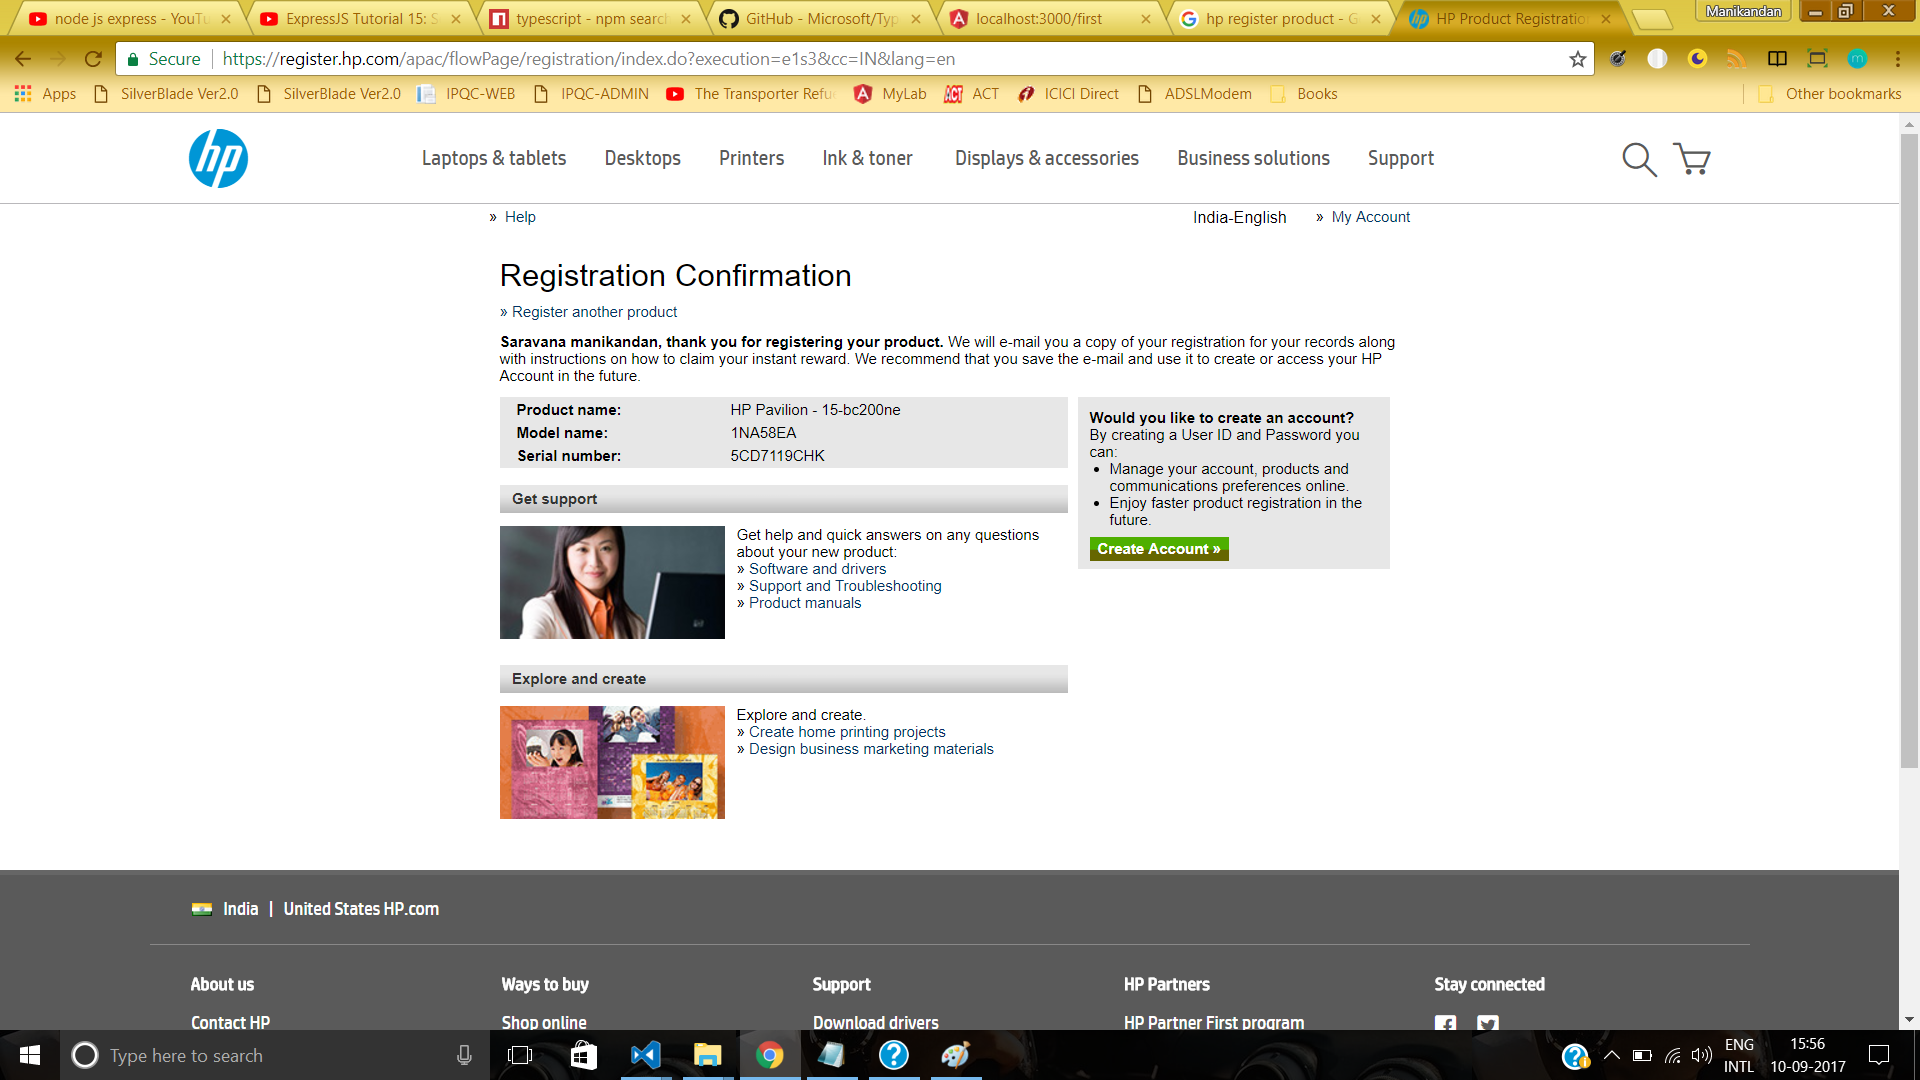 node js express - YouTu
ExpressJS Tutorial 15: S
typescript - npm search
GitHub - Microsoft/Typ
localhost:3000/first
hp register product - G
HP Product Registratio
Manikandan
Secure
https://register.hp.com/apac/flowPage/registration/index.do?execution=e1s3&cc=IN&lang=en
Apps
SilverBlade Ver2.0
SilverBlade Ver2.0
IPQC-WEB
IPQC-ADMIN
The Transporter Refu
MyLab
ACT
ICICI Direct
ADSLModem
Books
Other bookmarks
hp
Laptops & tablets
Desktops
Printers
Ink & toner
Displays & accessories
Business solutions
Support
» Help
India-English
» My Account
Registration Confirmation
» Register another product
Saravana manikandan, thank you for registering your product. We will e-mail you a copy of your registration for your records along
with instructions on how to claim your instant reward. We recommend that you save the e-mail and use it to create or access your HP
Account in the future.
Product name: HP Pavilion - 15-bc200ne
Model name: 1NA58EA
Serial number: 5CD7119CHK
Would you like to create an account?
By creating a User ID and Password you
can:
• Manage your account, products and
communications preferences online.
• Enjoy faster product registration in the
future.
Create Account »
Get support
Get help and quick answers on any questions
about your new product:
» Software and drivers
» Support and Troubleshooting
» Product manuals
Explore and create
Explore and create.
» Create home printing projects
» Design business marketing materials
India | United States HP.com
About us
Ways to buy
Support
HP Partners
Stay connected
Contact HP
Shop online
Download drivers
HP Partner First program
Type here to search
ENG
INTL
15:56
10-09-2017